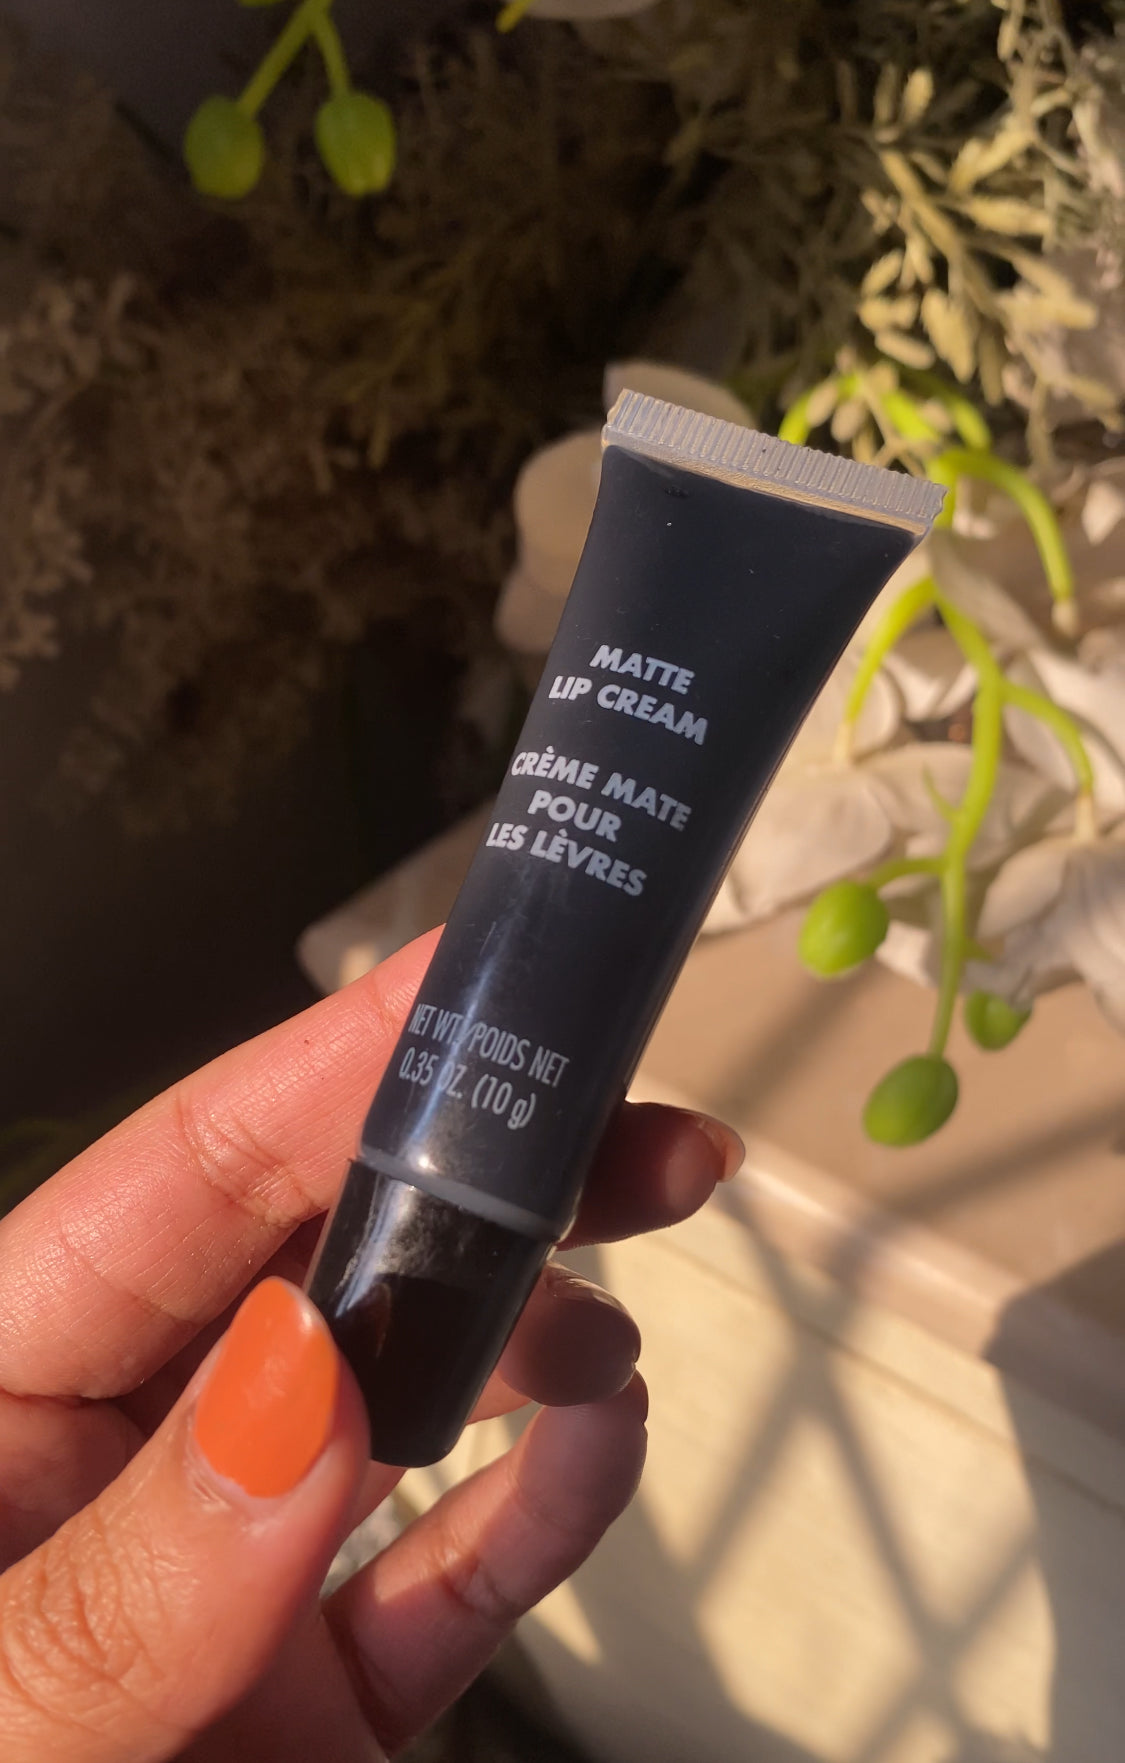 MATTE
LIP CREAM
CRÈME MATE
POUR
LES LÈVRES
NET WT./POIDS NET
0.35 OZ. (10 g)